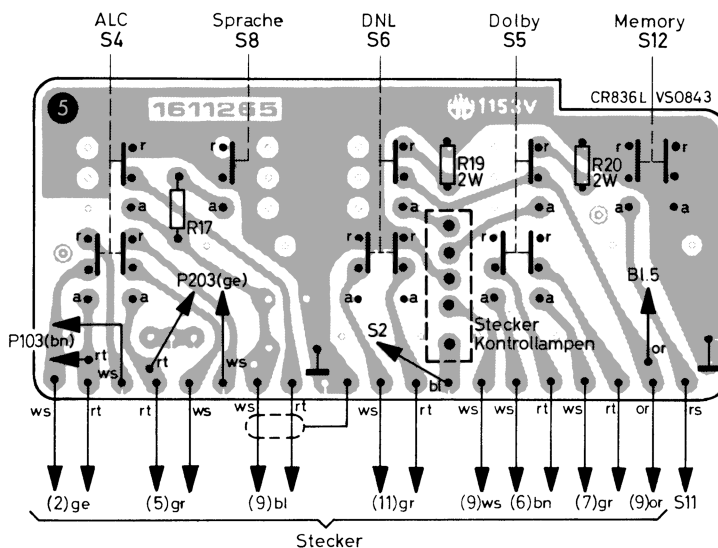 ALC Sprache DNL Dolby Memory
S4 S8 S6 S5 S12
5 1611265 1153V CR836L VS0843
r r r r
R19 R20
2W 2W
a a a a a a
R17
r r r r
P203(ge) Bl.5
a a a a
P103(bn) S2 Stecker
Kontrollampen
rt rt ws or
ws bl
ws rt rt ws ws rt ws rt ws ws rt ws rt or rs
(2)ge (5)gr (9)bl (11)gr (9)ws (6)bn (7)gr (9)or S11
Stecker